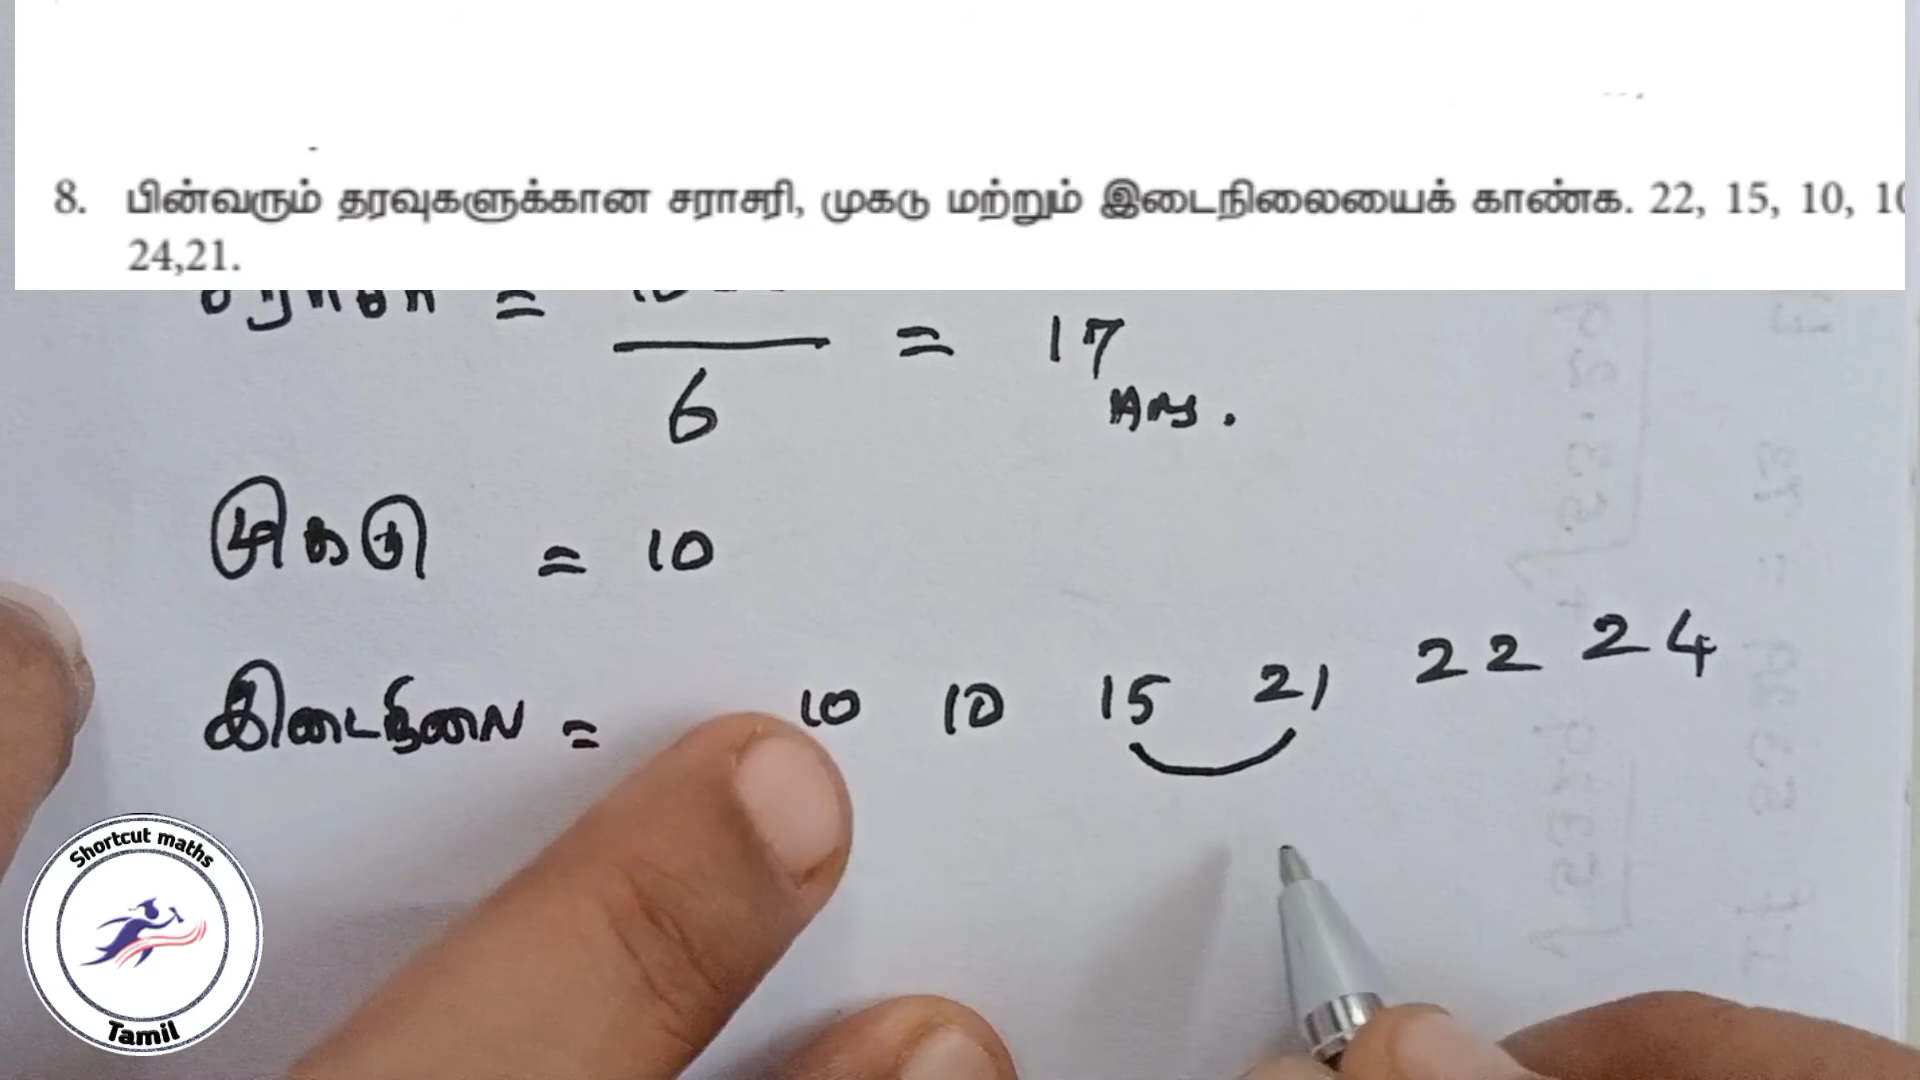 8. பின்வரும் தரவுகளுக்கான சராசரி, முகடு மற்றும் இடைநிலையைக் காண்க. 22, 15, 10, 10
24,21.
= 17
6
Ans.
முகடு = 10
இடைநிலை = 10 10 15 21 22 24
Shortcut maths
Tamil